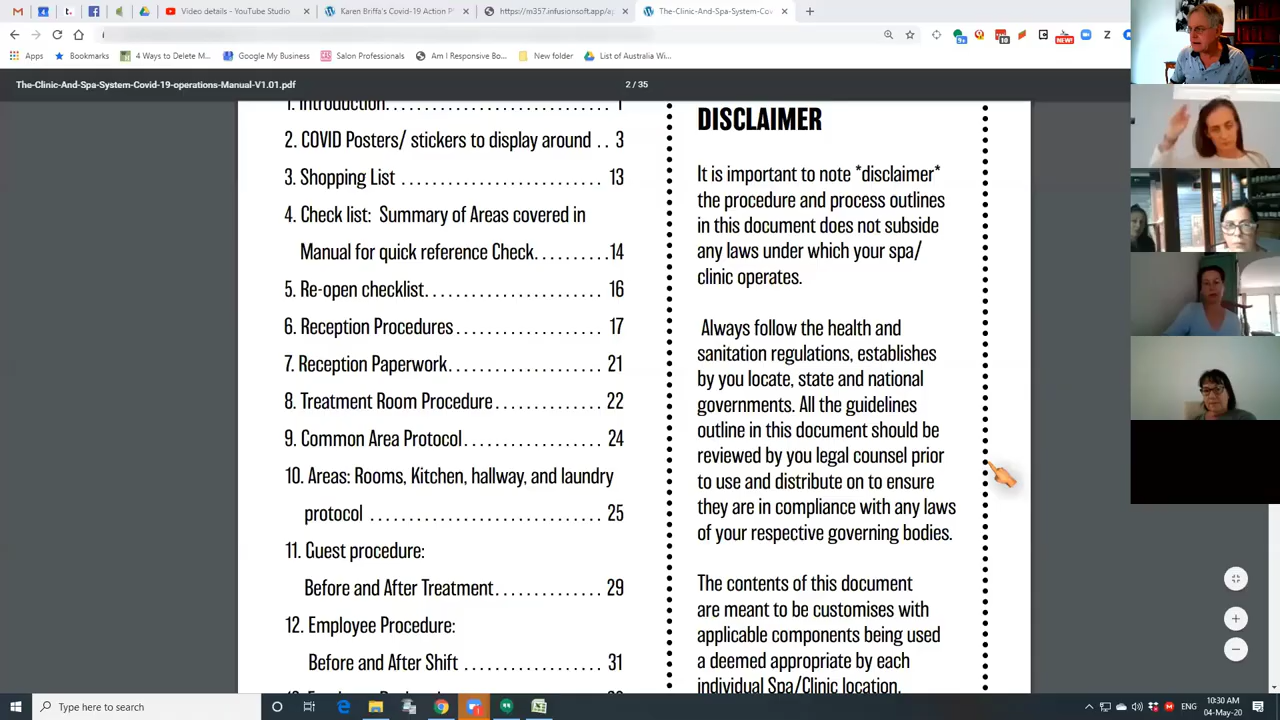 Video details - YouTube Studio
Karen Briffa's Covid-19 Action P
https://m357.infusionsoft.app/a
The-Clinic-And-Spa-System-Cov
Apps
Bookmarks
4 Ways to Delete M...
Google My Business
Salon Professionals
Am I Responsive Bo...
New folder
List of Australia Wi...
The-Clinic-And-Spa-System-Covid-19-operations-Manual-V1.01.pdf
2 / 35
1. Introduction. . . . . . . . . . . . . . . . . . . . . . . . . . . . . . 1
2. COVID Posters/ stickers to display around . . 3
3. Shopping List . . . . . . . . . . . . . . . . . . . . . . . . . . 13
4. Check list: Summary of Areas covered in
Manual for quick reference Check. . . . . . . . . .14
5. Re-open checklist. . . . . . . . . . . . . . . . . . . . . . . 16
6. Reception Procedures . . . . . . . . . . . . . . . . . . . 17
7. Reception Paperwork. . . . . . . . . . . . . . . . . . . . 21
8. Treatment Room Procedure . . . . . . . . . . . . . . 22
9. Common Area Protocol. . . . . . . . . . . . . . . . . . 24
10. Areas: Rooms, Kitchen, hallway, and laundry
protocol . . . . . . . . . . . . . . . . . . . . . . . . . . . . . . 25
11. Guest procedure:
Before and After Treatment. . . . . . . . . . . . . . 29
12. Employee Procedure:
Before and After Shift . . . . . . . . . . . . . . . . . . 31
DISCLAIMER
It is important to note *disclaimer*
the procedure and process outlines
in this document does not subside
any laws under which your spa/
clinic operates.
Always follow the health and
sanitation regulations, establishes
by you locate, state and national
governments. All the guidelines
outline in this document should be
reviewed by you legal counsel prior
to use and distribute on to ensure
they are in compliance with any laws
of your respective governing bodies.
The contents of this document
are meant to be customises with
applicable components being used
a deemed appropriate by each
individual Spa/Clinic location.
Type here to search
10:30 AM
04-May-20